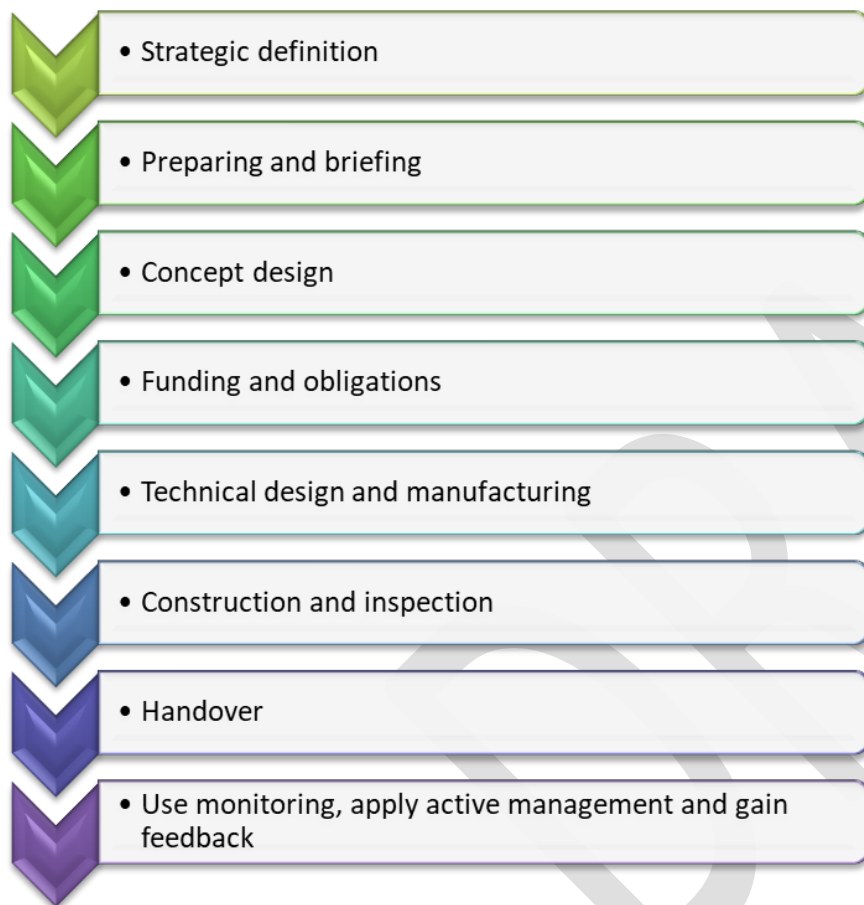 • Strategic definition
• Preparing and briefing
• Concept design
• Funding and obligations
• Technical design and manufacturing
• Construction and inspection
• Handover
• Use monitoring, apply active management and gain
feedback